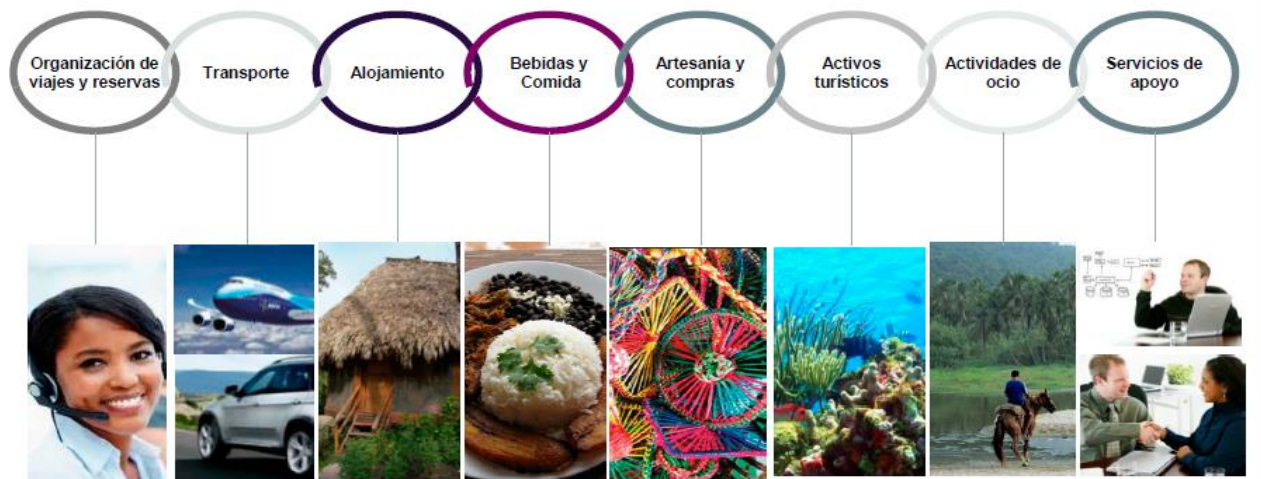 Organización de
viajes y reservas
Transporte
Alojamiento
Bebidas y
Comida
Artesanía y
compras
Activos
turísticos
Actividades de
ocio
Servicios de
apoyo